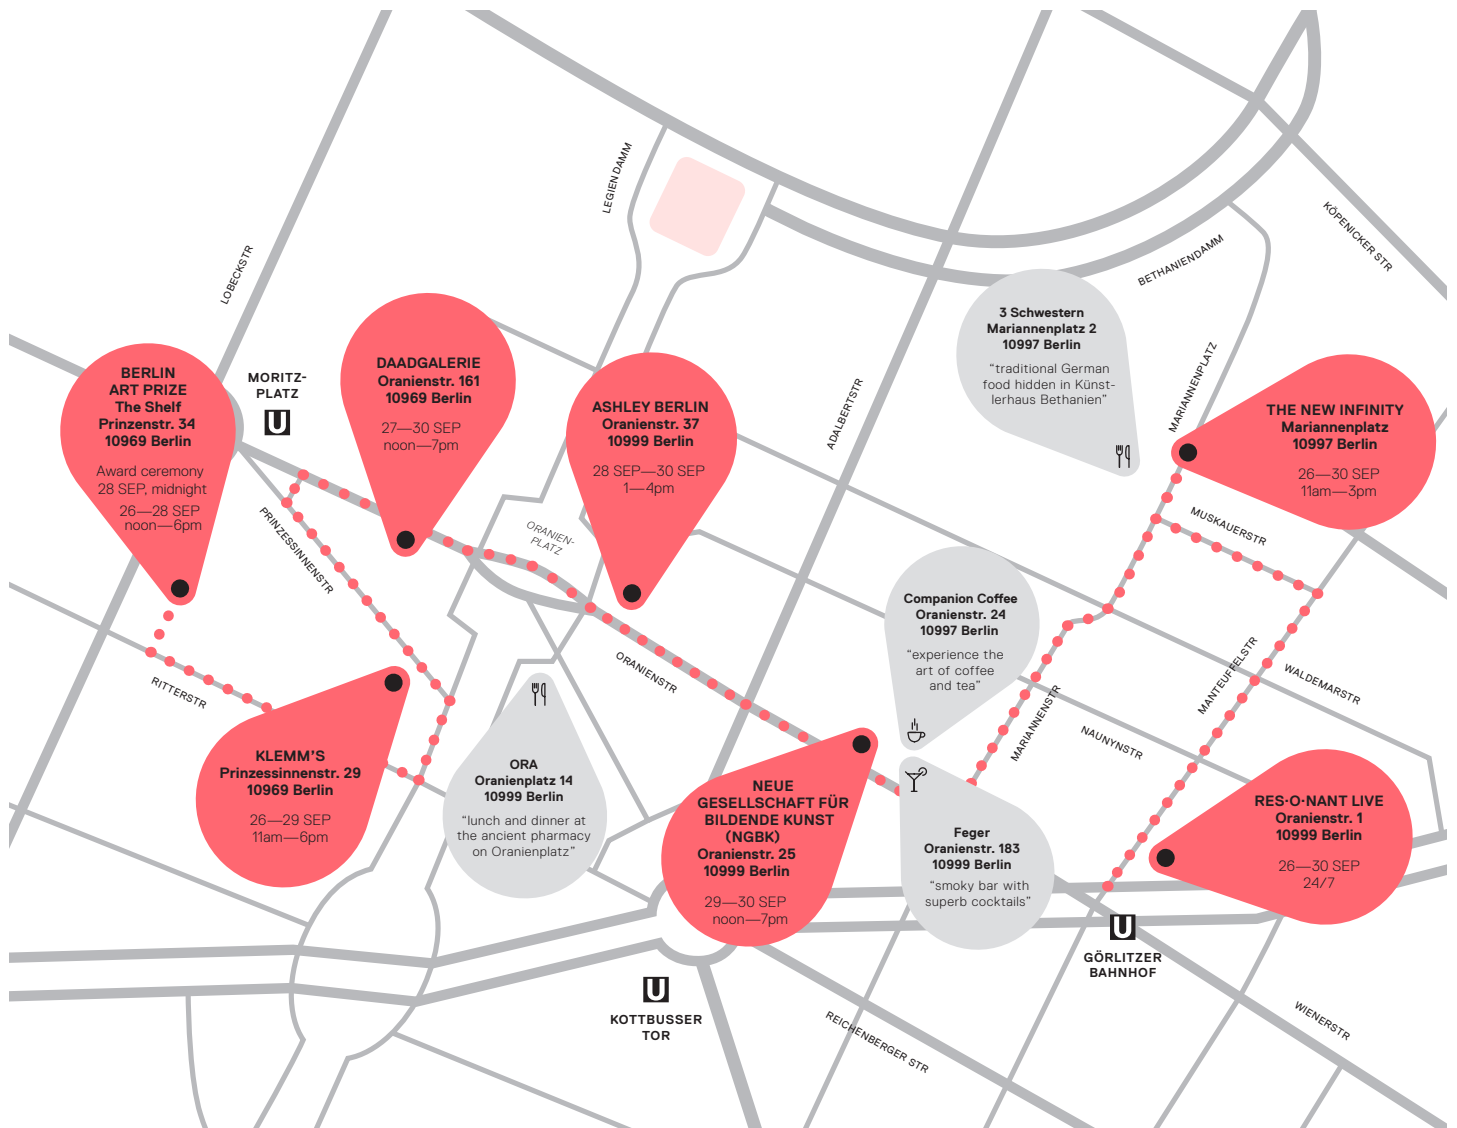 LEGIENDAMM
LOBECKSTR
KÖPENICKER STR
BETHANIENDAMM
3 Schwestern
Mariannenplatz 2
10997 Berlin
"traditional German
food hidden in Künst-
lerhaus Bethanien"
MARIANNENPLATZ
BERLIN
ART PRIZE
The Shelf
Prinzenstr. 34
10969 Berlin
Award ceremony
28 SEP, midnight
26—28 SEP
noon—6pm
MORITZ-
PLATZ
U
DAADGALERIE
Oranienstr. 161
10969 Berlin
27—30 SEP
noon—7pm
ASHLEY BERLIN
Oranienstr. 37
10999 Berlin
28 SEP—30 SEP
1—4pm
ADALBERTSTR
THE NEW INFINITY
Mariannenplatz
10997 Berlin
26—30 SEP
11am—3pm
MUSKAUERSTR
PRINZESSINNENSTR
ORANIEN-
PLATZ
Companion Coffee
Oranienstr. 24
10997 Berlin
"experience the
art of coffee
and tea"
ORANIENSTR
RITTERSTR
MANTEUFFELSTR
WALDEMARSTR
MARIANNENSTR
NAUNYNSTR
KLEMM'S
Prinzessinnenstr. 29
10969 Berlin
26—29 SEP
11am—6pm
ORA
Oranienplatz 14
10999 Berlin
"lunch and dinner at
the ancient pharmacy
on Oranienplatz"
NEUE
GESELLSCHAFT FÜR
BILDENDE KUNST
(NGBK)
Oranienstr. 25
10999 Berlin
29—30 SEP
noon—7pm
Feger
Oranienstr. 183
10999 Berlin
"smoky bar with
superb cocktails"
RES·O·NANT LIVE
Oranienstr. 1
10999 Berlin
26—30 SEP
24/7
U
GÖRLITZER
BAHNHOF
U
KOTTBUSSER
TOR
REICHENBERGER STR
WIENERSTR